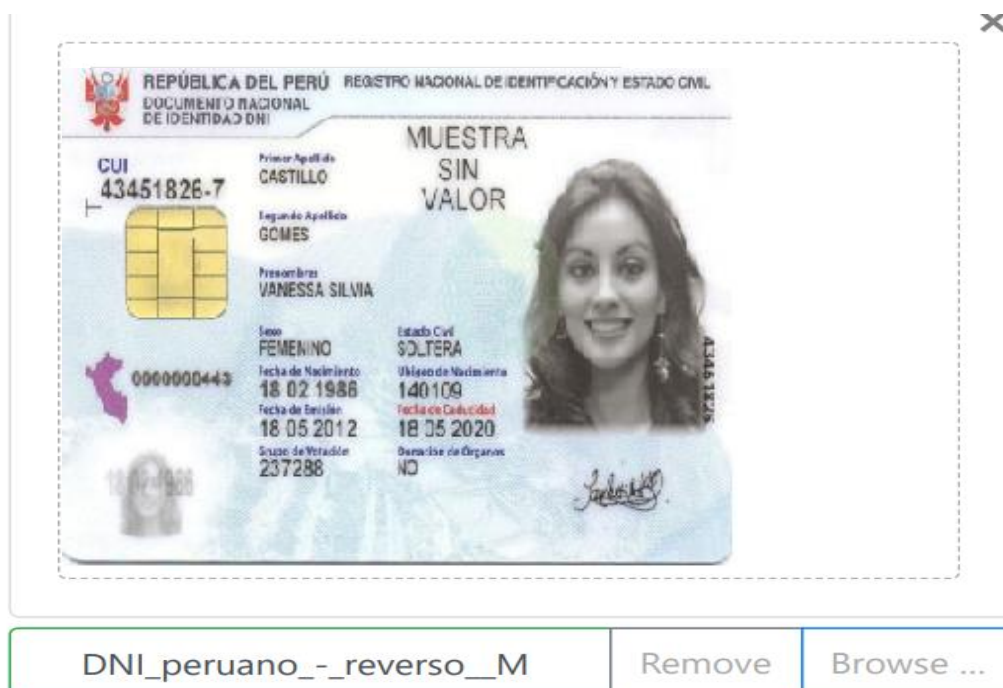 REPÚBLICA DEL PERÚ REGISTRO NACIONAL DE IDENTIFICACIÓN Y ESTADO CIVIL
DOCUMENTO NACIONAL
DE IDENTIDAD DNI
MUESTRA
SIN
VALOR
CUI
43451826-7
Primer Apellido
CASTILLO
Segundo Apellido
GOMES
Prenombres
VANESSA SILVIA
Sexo
FEMENINO
Estado Civil
SOLTERA
Fecha de Nacimiento
18 02 1986
Ubigeo de Nacimiento
140109
0000000443
Fecha de Emisión
18 05 2012
Fecha de Caducidad
18 05 2020
Grupo de Votación
237288
Donación de Órganos
NO
18 02 1986
DNI_peruano_-_reverso__M
Remove
Browse ...